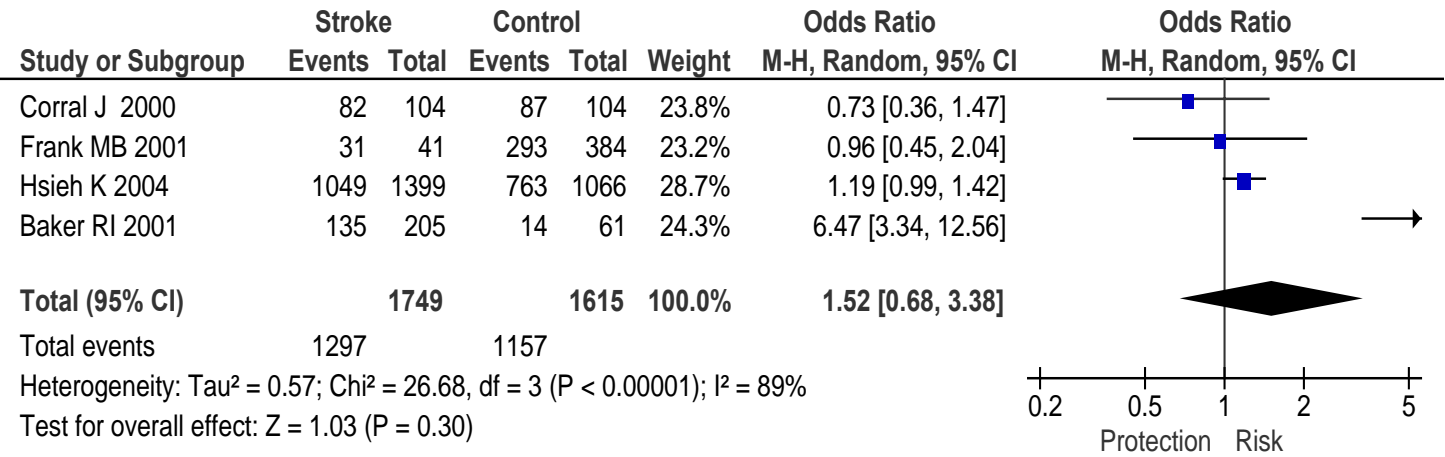 Stroke Control Odds Ratio Odds Ratio
Study or Subgroup Events Total Events Total Weight M-H, Random, 95% CI M-H, Random, 95% CI
Corral J 2000 82 104 87 104 23.8% 0.73 [0.36, 1.47]
Frank MB 2001 31 41 293 384 23.2% 0.96 [0.45, 2.04]
Hsieh K 2004 1049 1399 763 1066 28.7% 1.19 [0.99, 1.42]
Baker RI 2001 135 205 14 61 24.3% 6.47 [3.34, 12.56]
Total (95% CI) 1749 1615 100.0% 1.52 [0.68, 3.38]
Total events 1297 1157
Heterogeneity: Tau² = 0.57; Chi² = 26.68, df = 3 (P < 0.00001); I² = 89%
Test for overall effect: Z = 1.03 (P = 0.30)
0.2 0.5 1 2 5
Protection Risk